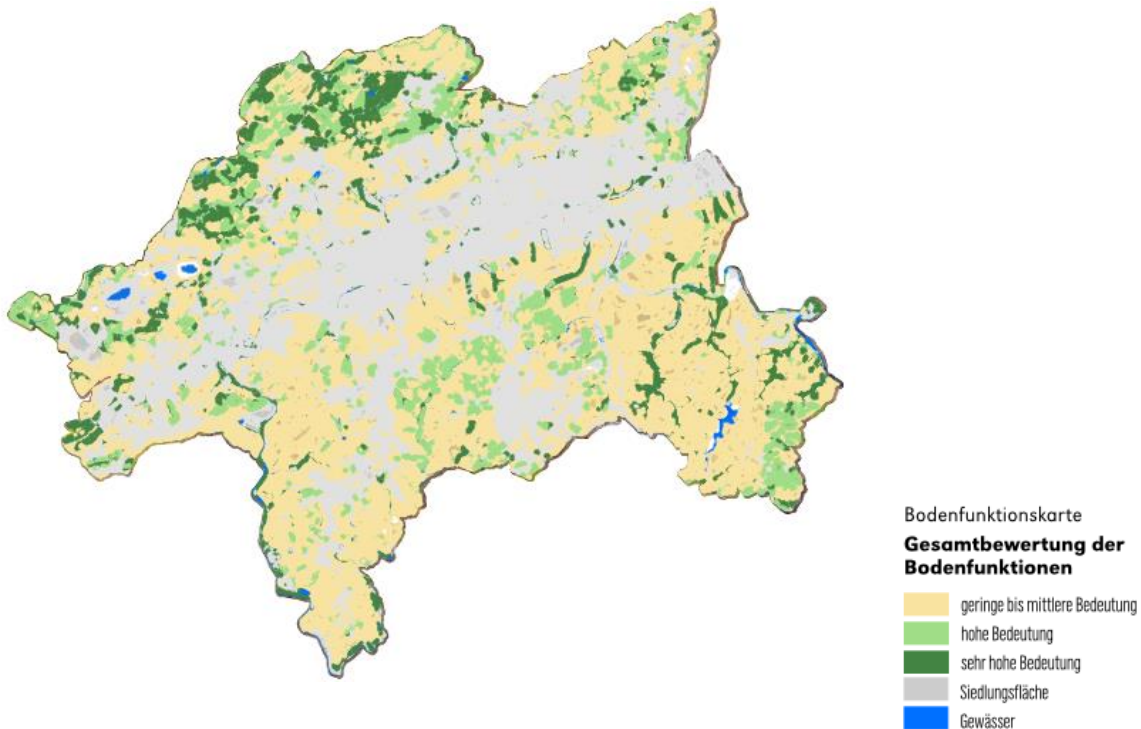 Bodenfunktionskarte
Gesamtbewertung der
Bodenfunktionen
geringe bis mittlere Bedeutung
hohe Bedeutung
sehr hohe Bedeutung
Siedlungsfläche
Gewässer